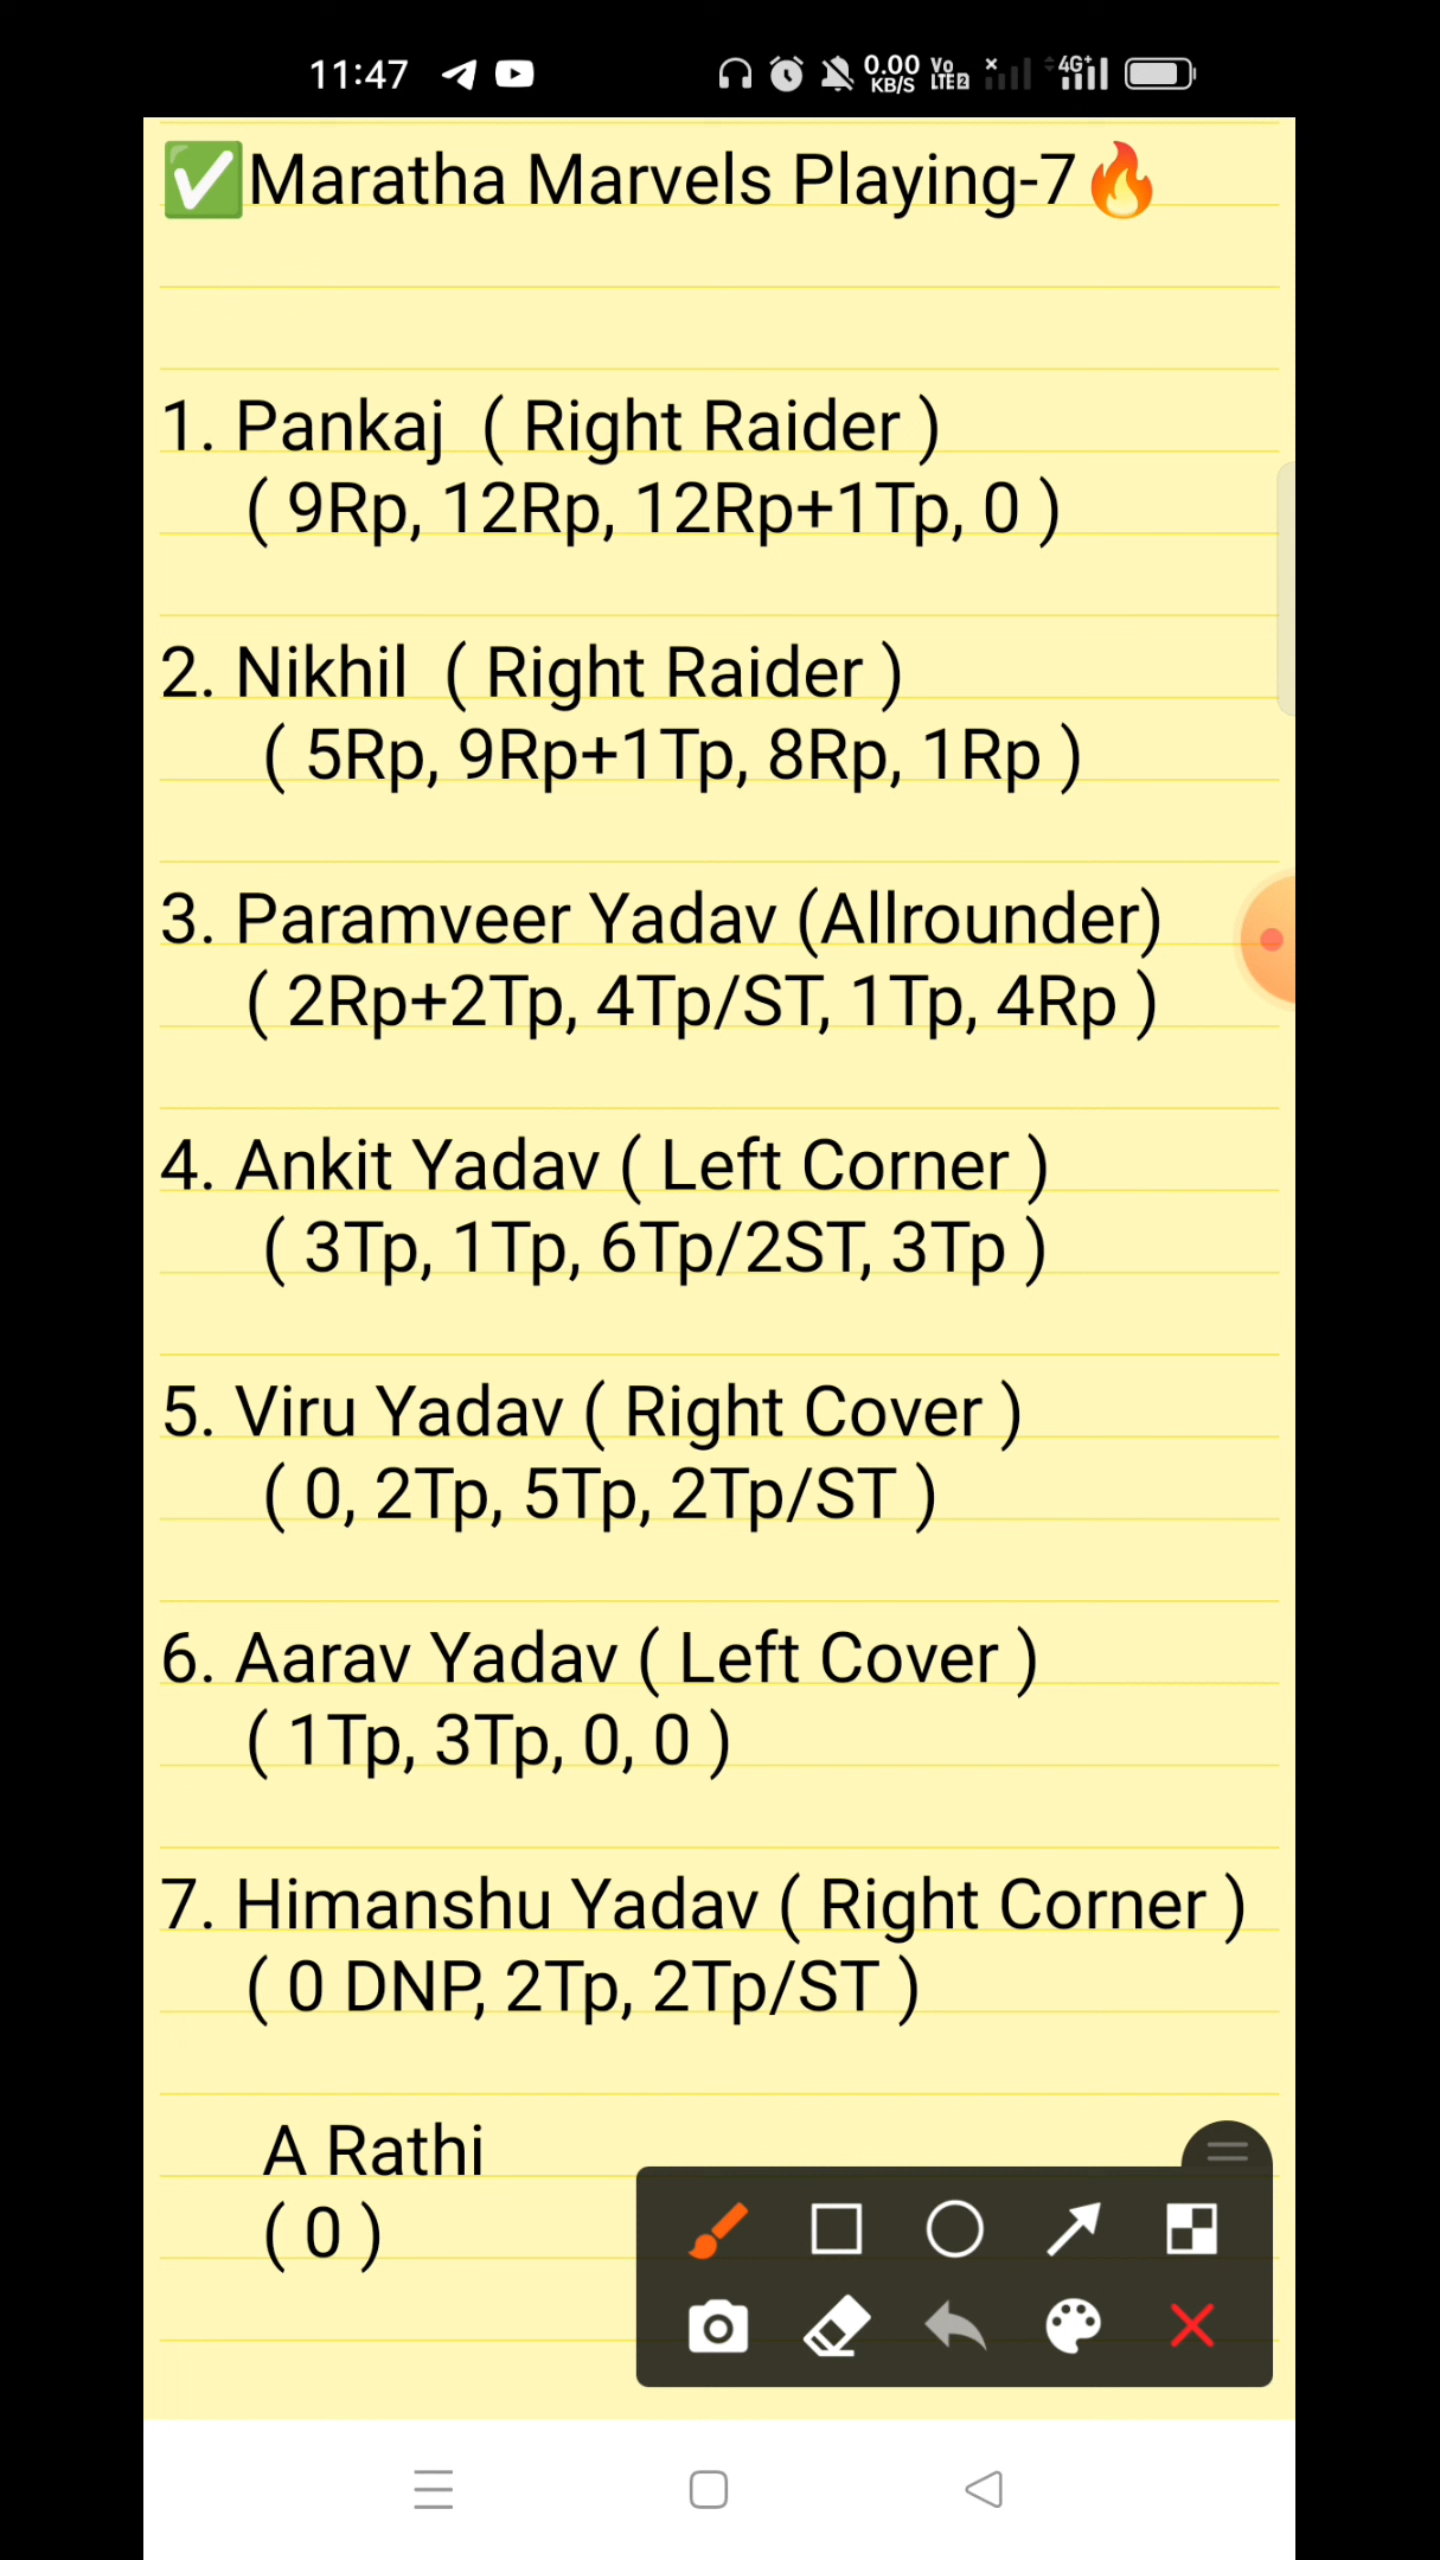 11:47 0.00 KB/S Vo LTE2 4G+
✅Maratha Marvels Playing-7🔥
1. Pankaj ( Right Raider )
( 9Rp, 12Rp, 12Rp+1Tp, 0 )
2. Nikhil ( Right Raider )
( 5Rp, 9Rp+1Tp, 8Rp, 1Rp )
3. Paramveer Yadav (Allrounder)
( 2Rp+2Tp, 4Tp/ST, 1Tp, 4Rp )
4. Ankit Yadav ( Left Corner )
( 3Tp, 1Tp, 6Tp/2ST, 3Tp )
5. Viru Yadav ( Right Cover )
( 0, 2Tp, 5Tp, 2Tp/ST )
6. Aarav Yadav ( Left Cover )
( 1Tp, 3Tp, 0, 0 )
7. Himanshu Yadav ( Right Corner )
( 0 DNP, 2Tp, 2Tp/ST )
A Rathi
( 0 )